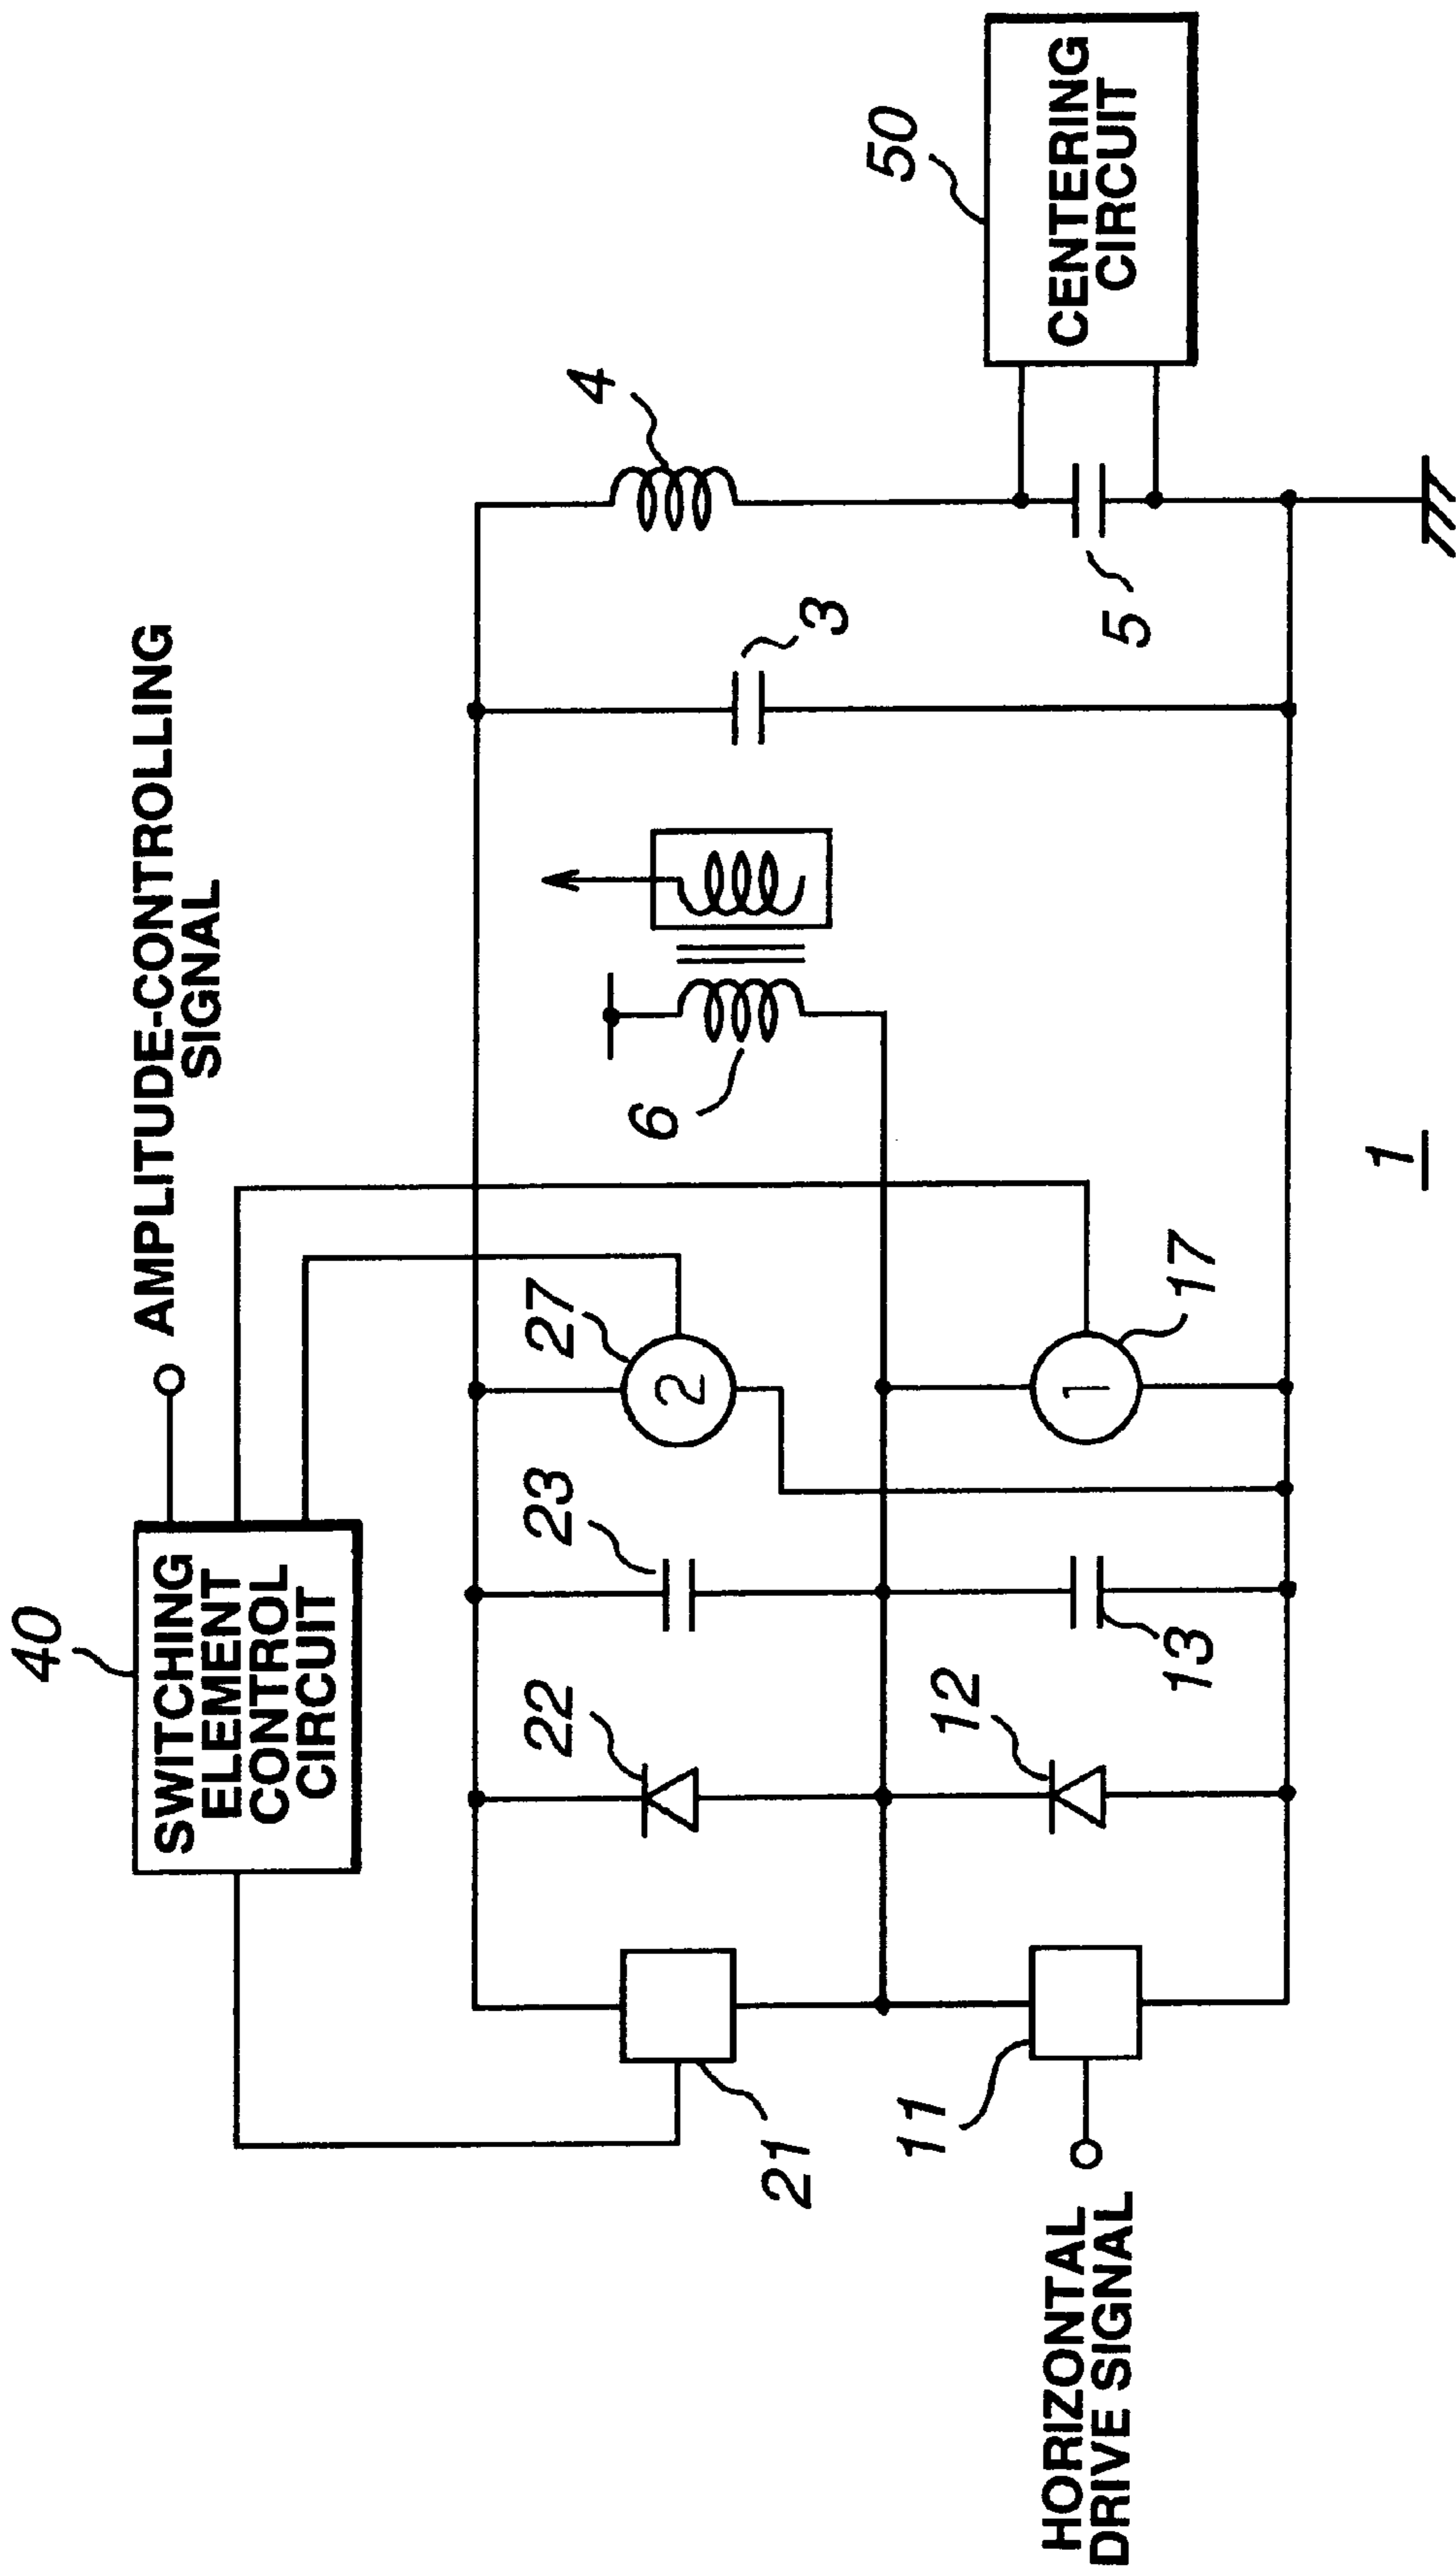 40
SWITCHING
ELEMENT
CONTROL
CIRCUIT
AMPLITUDE-CONTROLLING
SIGNAL
21
22
23
27
2
6
3
4
50
CENTERING
CIRCUIT
5
HORIZONTAL
DRIVE SIGNAL
11
12
13
1
17
1